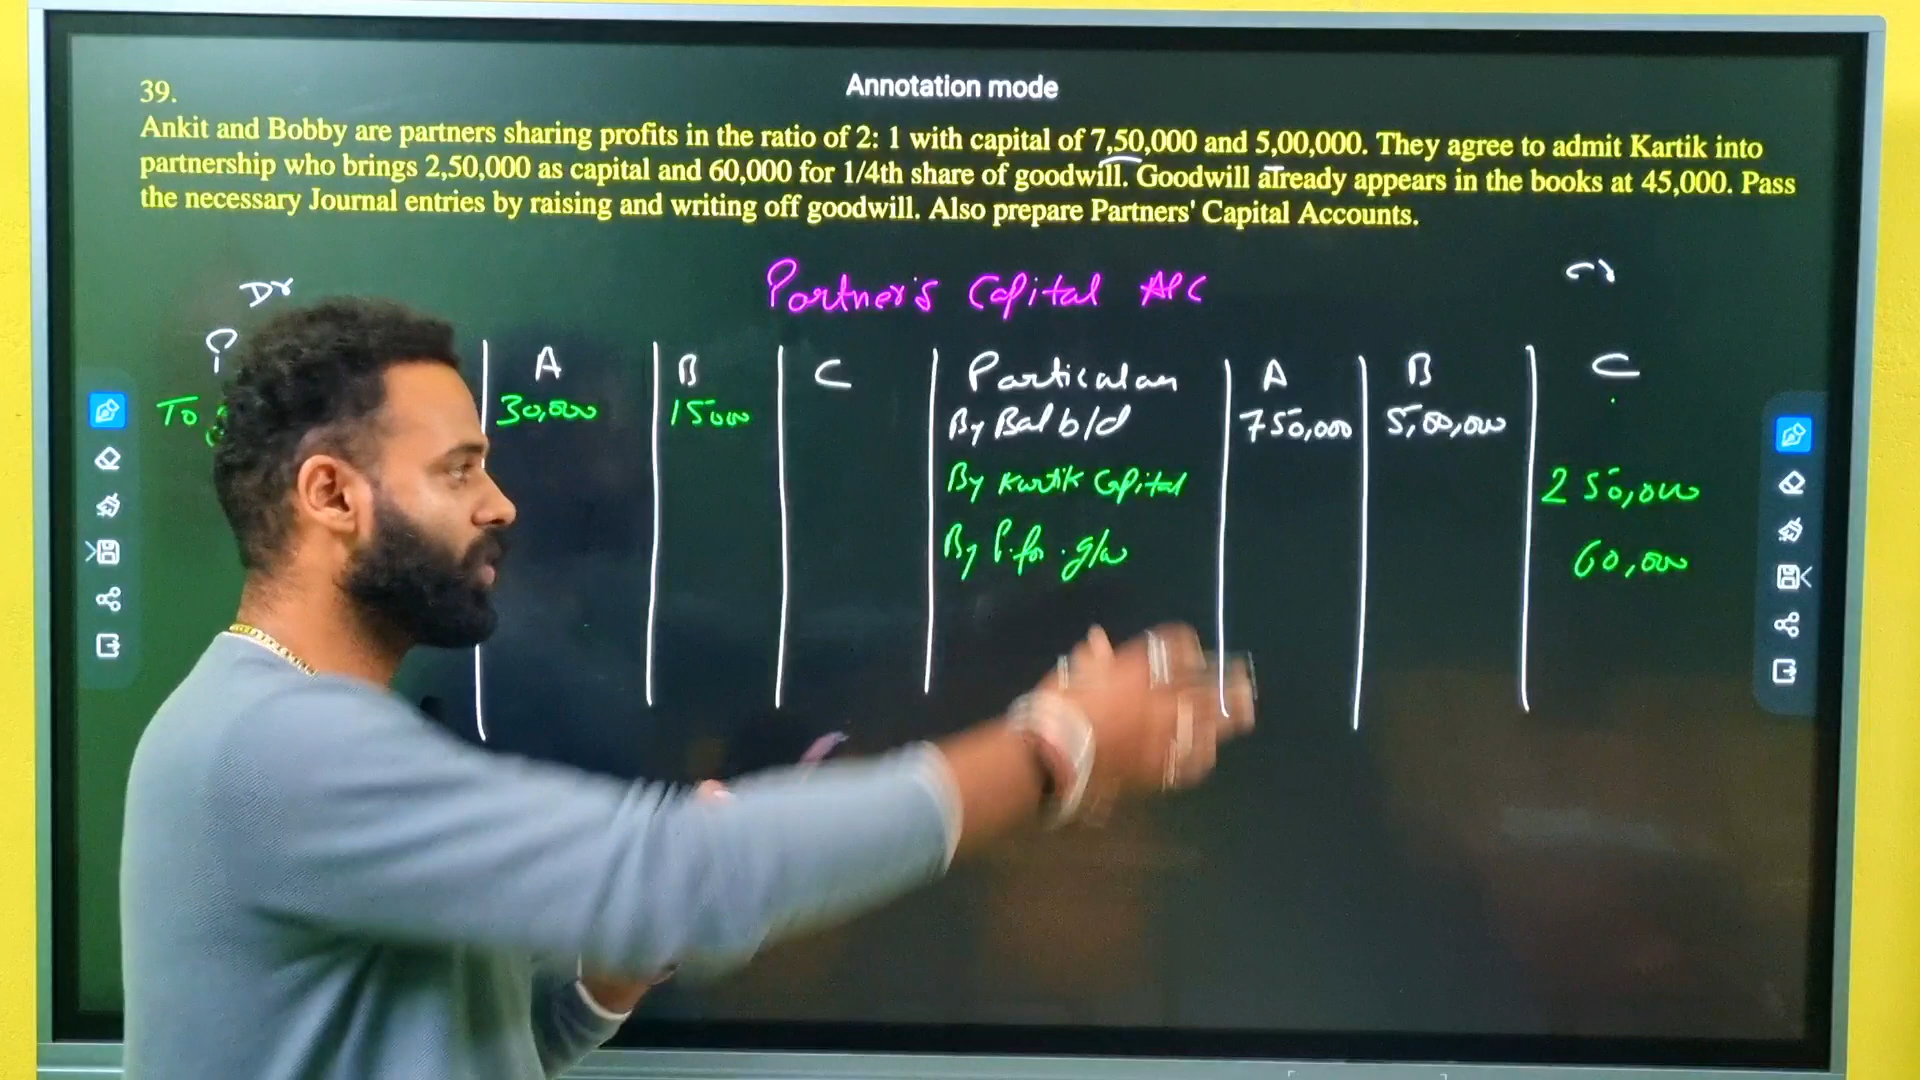 Annotation mode
39.
Ankit and Bobby are partners sharing profits in the ratio of 2: 1 with capital of 7,50,000 and 5,00,000. They agree to admit Kartik into
partnership who brings 2,50,000 as capital and 60,000 for 1/4th share of goodwill. Goodwill already appears in the books at 45,000. Pass
the necessary Journal entries by raising and writing off goodwill. Also prepare Partners' Capital Accounts.
Dr Partner's Capital A/C Cr
P A B C Particulars A B C
To 30,000 15000 By Bal b/d 750,000 5,00,000
By Kartik Capital 250,000
By P. for. g/w 60,000